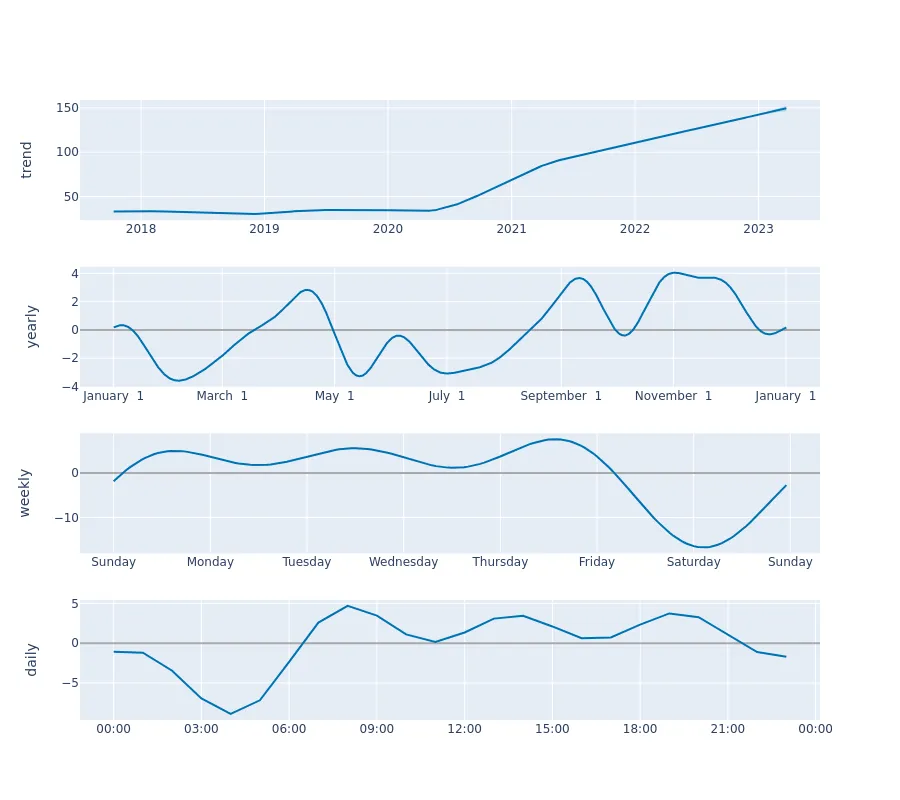 trend
150
100
50
2018 2019 2020 2021 2022 2023
yearly
4
2
0
−2
−4
January 1 March 1 May 1 July 1 September 1 November 1 January 1
weekly
0
−10
Sunday Monday Tuesday Wednesday Thursday Friday Saturday Sunday
daily
5
0
−5
00:00 03:00 06:00 09:00 12:00 15:00 18:00 21:00 00:00